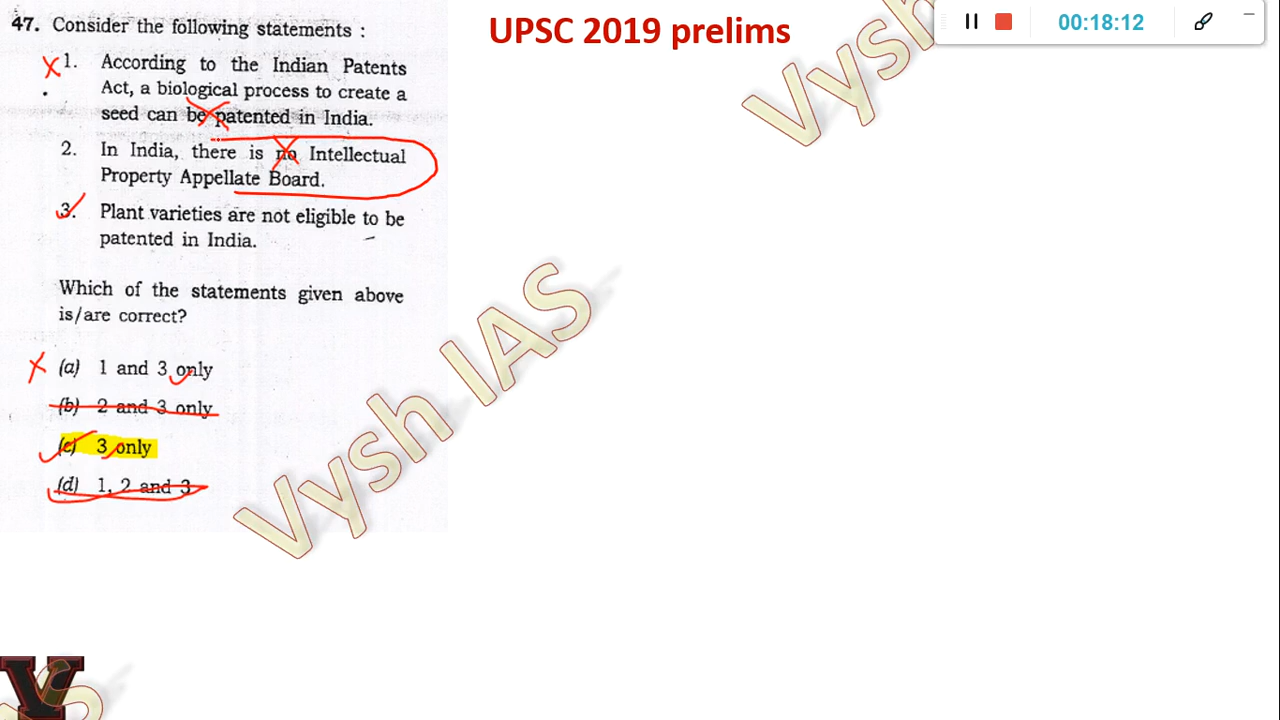 UPSC 2019 prelims
00:18:12
47. Consider the following statements :
1. According to the Indian Patents
Act, a biological process to create a
seed can be patented in India.
2. In India, there is no Intellectual
Property Appellate Board.
3. Plant varieties are not eligible to be
patented in India.
Which of the statements given above
is/are correct?
(a) 1 and 3 only
(b) 2 and 3 only
(c) 3 only
(d) 1, 2 and 3
Vysh
Vysh IAS